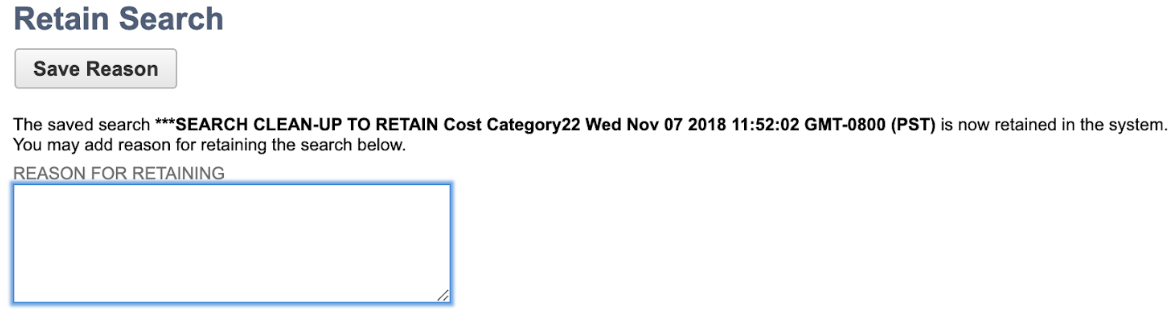 Retain Search
Save Reason
The saved search ***SEARCH CLEAN-UP TO RETAIN Cost Category22 Wed Nov 07 2018 11:52:02 GMT-0800 (PST) is now retained in the system.
You may add reason for retaining the search below.
REASON FOR RETAINING